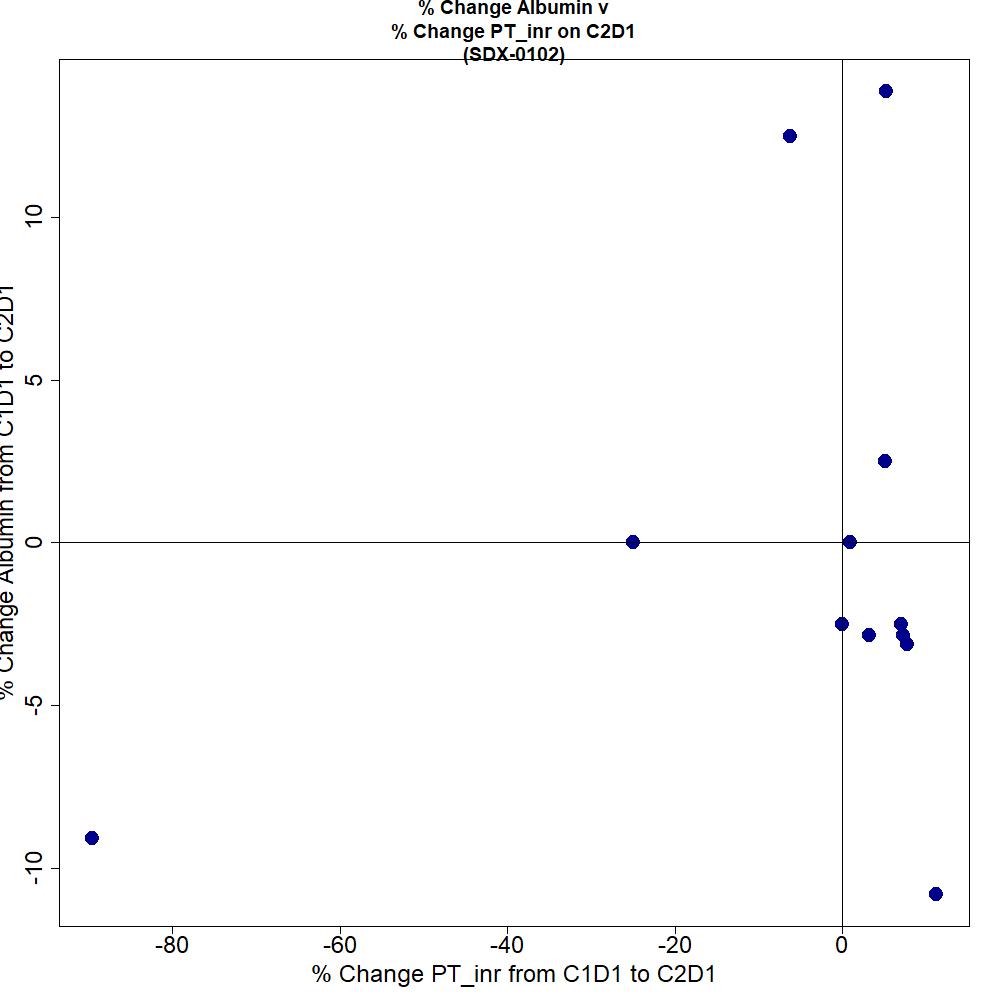 % Change Albumin v
% Change PT_inr on C2D1
(SDX-0102)
% Change Albumin from C1D1 to C2D1
10
5
0
-5
-10
-80
-60
-40
-20
0
% Change PT_inr from C1D1 to C2D1